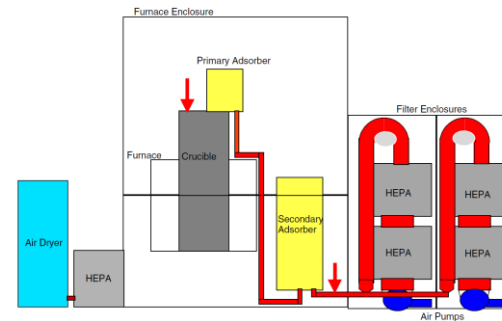 Furnace Enclosure
Primary Adsorber
Filter Enclosures
Furnace
Crucible
HEPA
HEPA
Secondary
Adsorber
Air Dryer
HEPA
HEPA
HEPA
Air Pumps